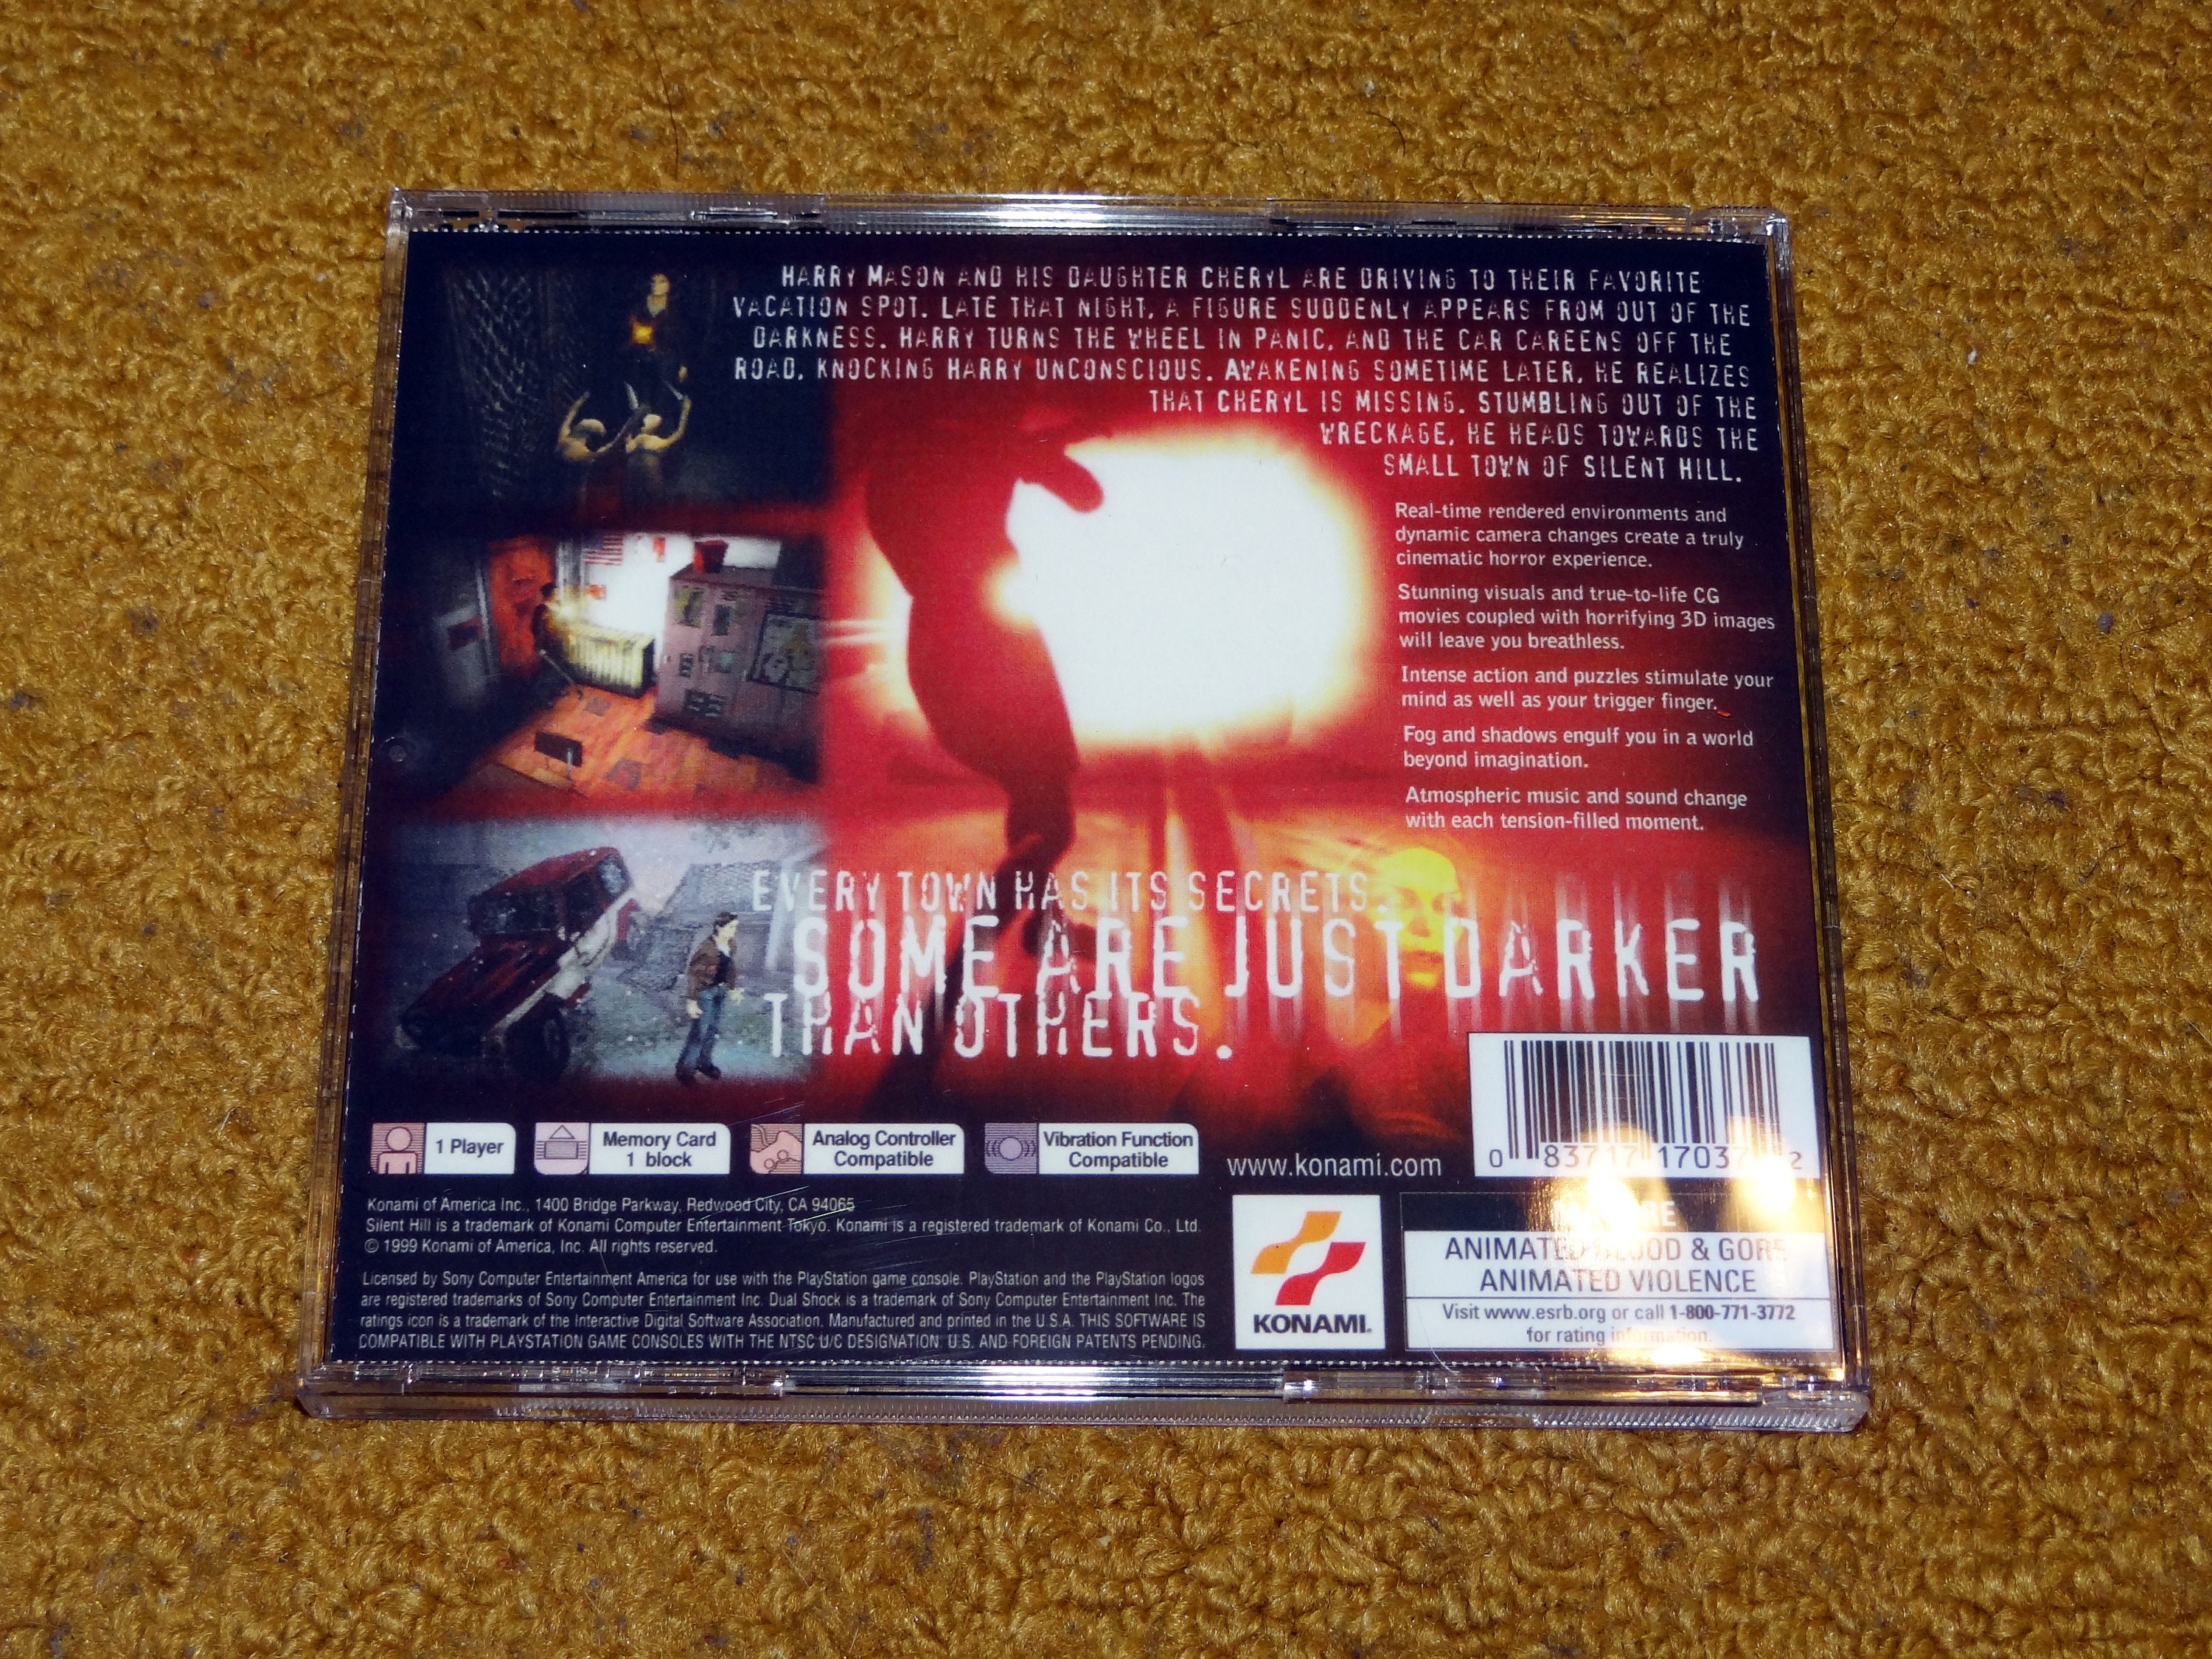 HARRY MASON AND HIS DAUGHTER CHERYL ARE DRIVING TO THEIR FAVORITE
VACATION SPOT. LATE THAT NIGHT, A FIGURE SUDDENLY APPEARS FROM OUT OF THE
DARKNESS. HARRY TURNS THE WHEEL IN PANIC, AND THE CAR CAREENS OFF THE
ROAD, KNOCKING HARRY UNCONSCIOUS. AWAKENING SOMETIME LATER, HE REALIZES
THAT CHERYL IS MISSING. STUMBLING OUT OF THE
WRECKAGE, HE HEADS TOWARDS THE
SMALL TOWN OF SILENT HILL.
Real-time rendered environments and
dynamic camera changes create a truly
cinematic horror experience.
Stunning visuals and true-to-life CG
movies coupled with horrifying 3D images
will leave you breathless.
Intense action and puzzles stimulate your
mind as well as your trigger finger.
Fog and shadows engulf you in a world
beyond imagination.
Atmospheric music and sound change
with each tension-filled moment.
EVERY TOWN HAS ITS SECRETS.
SOME ARE JUST DARKER
THAN OTHERS.
1 Player
Memory Card
1 block
Analog Controller
Compatible
Vibration Function
Compatible
www.konami.com
0 83717 17037 2
Konami of America Inc., 1400 Bridge Parkway, Redwood City, CA 94065
Silent Hill is a trademark of Konami Computer Entertainment Tokyo. Konami is a registered trademark of Konami Co., Ltd.
© 1999 Konami of America, Inc. All rights reserved.
Licensed by Sony Computer Entertainment America for use with the PlayStation game console. PlayStation and the PlayStation logos
are registered trademarks of Sony Computer Entertainment Inc. Dual Shock is a trademark of Sony Computer Entertainment Inc. The
ratings icon is a trademark of the Interactive Digital Software Association. Manufactured and printed in the U.S.A. THIS SOFTWARE IS
COMPATIBLE WITH PLAYSTATION GAME CONSOLES WITH THE NTSC U/C DESIGNATION. U.S. AND FOREIGN PATENTS PENDING.
KONAMI
ANIMATED BLOOD & GORE
ANIMATED VIOLENCE
Visit www.esrb.org or call 1-800-771-3772
for rating information.